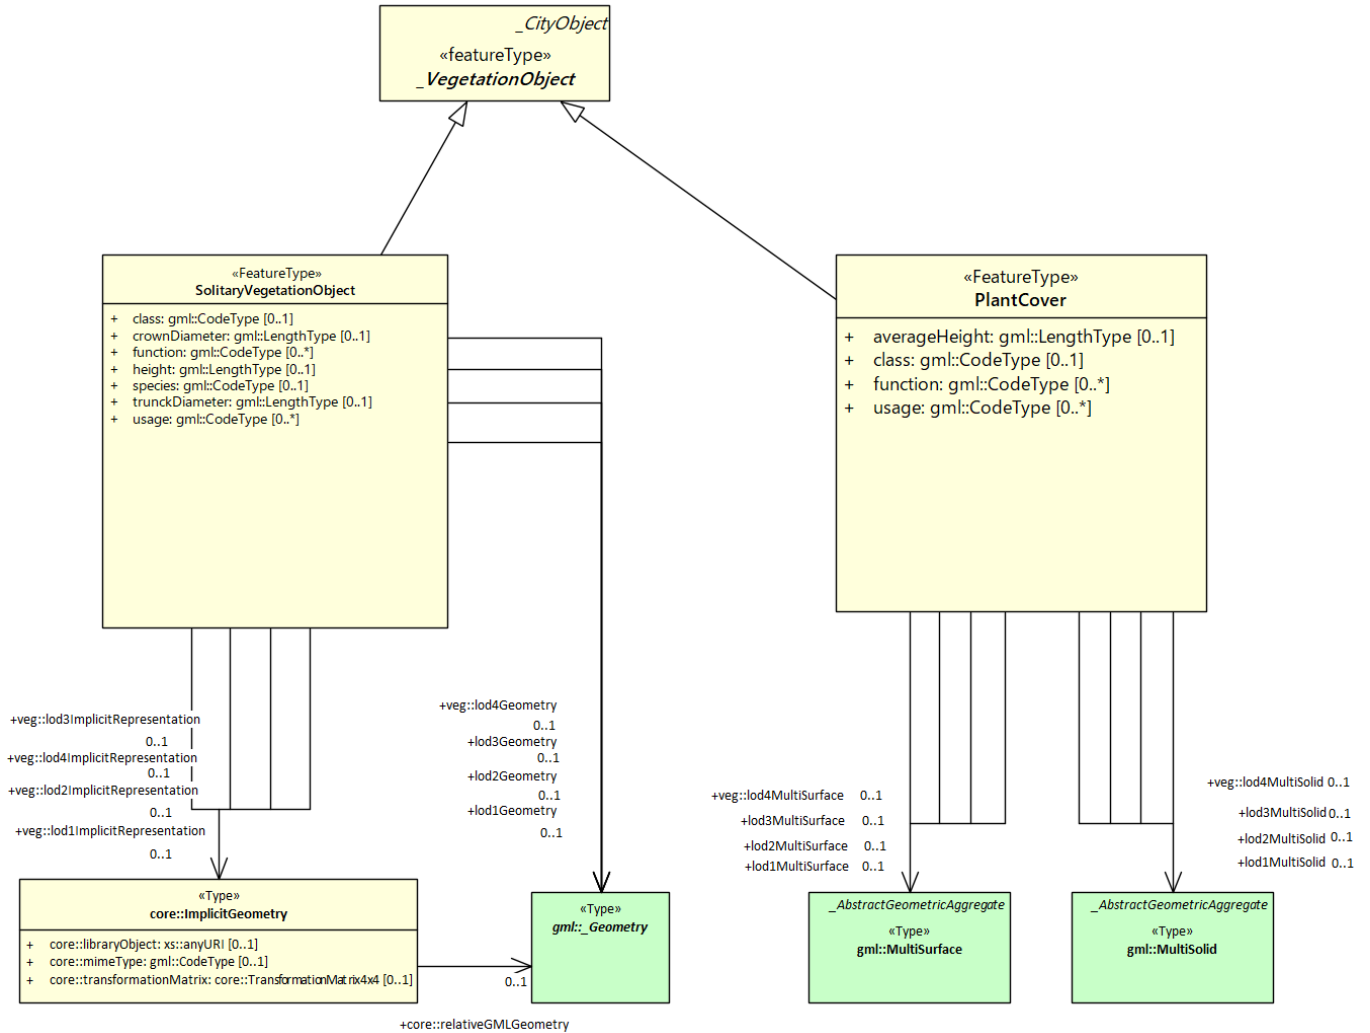 _CityObject
«featureType»
_VegetationObject
«FeatureType»
SolitaryVegetationObject
+ class: gml::CodeType [0..1]
+ crownDiameter: gml::LengthType [0..1]
+ function: gml::CodeType [0..*]
+ height: gml::LengthType [0..1]
+ species: gml::CodeType [0..1]
+ trunckDiameter: gml::LengthType [0..1]
+ usage: gml::CodeType [0..*]
«FeatureType»
PlantCover
+ averageHeight: gml::LengthType [0..1]
+ class: gml::CodeType [0..1]
+ function: gml::CodeType [0..*]
+ usage: gml::CodeType [0..*]
+veg::lod3ImplicitRepresentation
0..1
+veg::lod4ImplicitRepresentation
0..1
+veg::lod2ImplicitRepresentation
0..1
+veg::lod1ImplicitRepresentation
0..1
+veg::lod4Geometry
0..1
+lod3Geometry
0..1
+lod2Geometry
0..1
+lod1Geometry
0..1
+veg::lod4MultiSurface 0..1
+lod3MultiSurface 0..1
+lod2MultiSurface 0..1
+lod1MultiSurface 0..1
+veg::lod4MultiSolid 0..1
+lod3MultiSolid 0..1
+lod2MultiSolid 0..1
+lod1MultiSolid 0..1
«Type»
core::ImplicitGeometry
+ core::libraryObject: xs::anyURI [0..1]
+ core::mimeType: gml::CodeType [0..1]
+ core::transformationMatrix: core::TransformationMatrix4x4 [0..1]
0..1
+core::relativeGMLGeometry
«Type»
gml::_Geometry
_AbstractGeometricAggregate
«Type»
gml::MultiSurface
_AbstractGeometricAggregate
«Type»
gml::MultiSolid